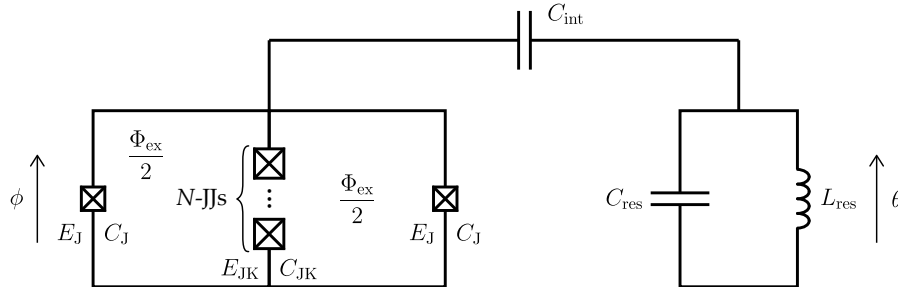 C_int
Φ_ex
2
N-JJs
Φ_ex
2
ϕ
E_J C_J
E_JK C_JK
E_J C_J
C_res
L_res
θ